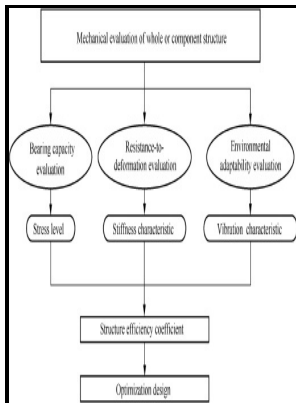 Mechanical evaluation of whole or component structure
Bearing capacity
evaluation
Resistance-to-
deformation evaluation
Environmental
adaptability evaluation
Stress level
Stiffness characteristic
Vibration characteristic
Structure efficiency coefficient
Optimization design